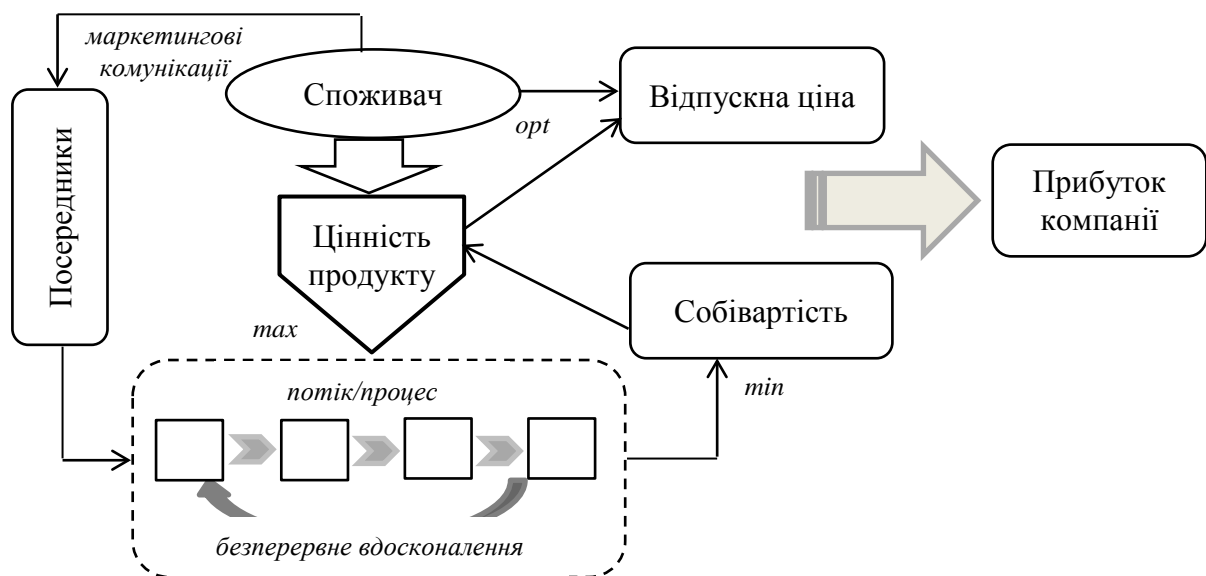 маркетингові
комунікації
Споживач
Відпускна ціна
opt
Посередники
Прибуток
компанії
Цінність
продукту
Собівартість
max
min
потік/процес
безперервне вдосконалення